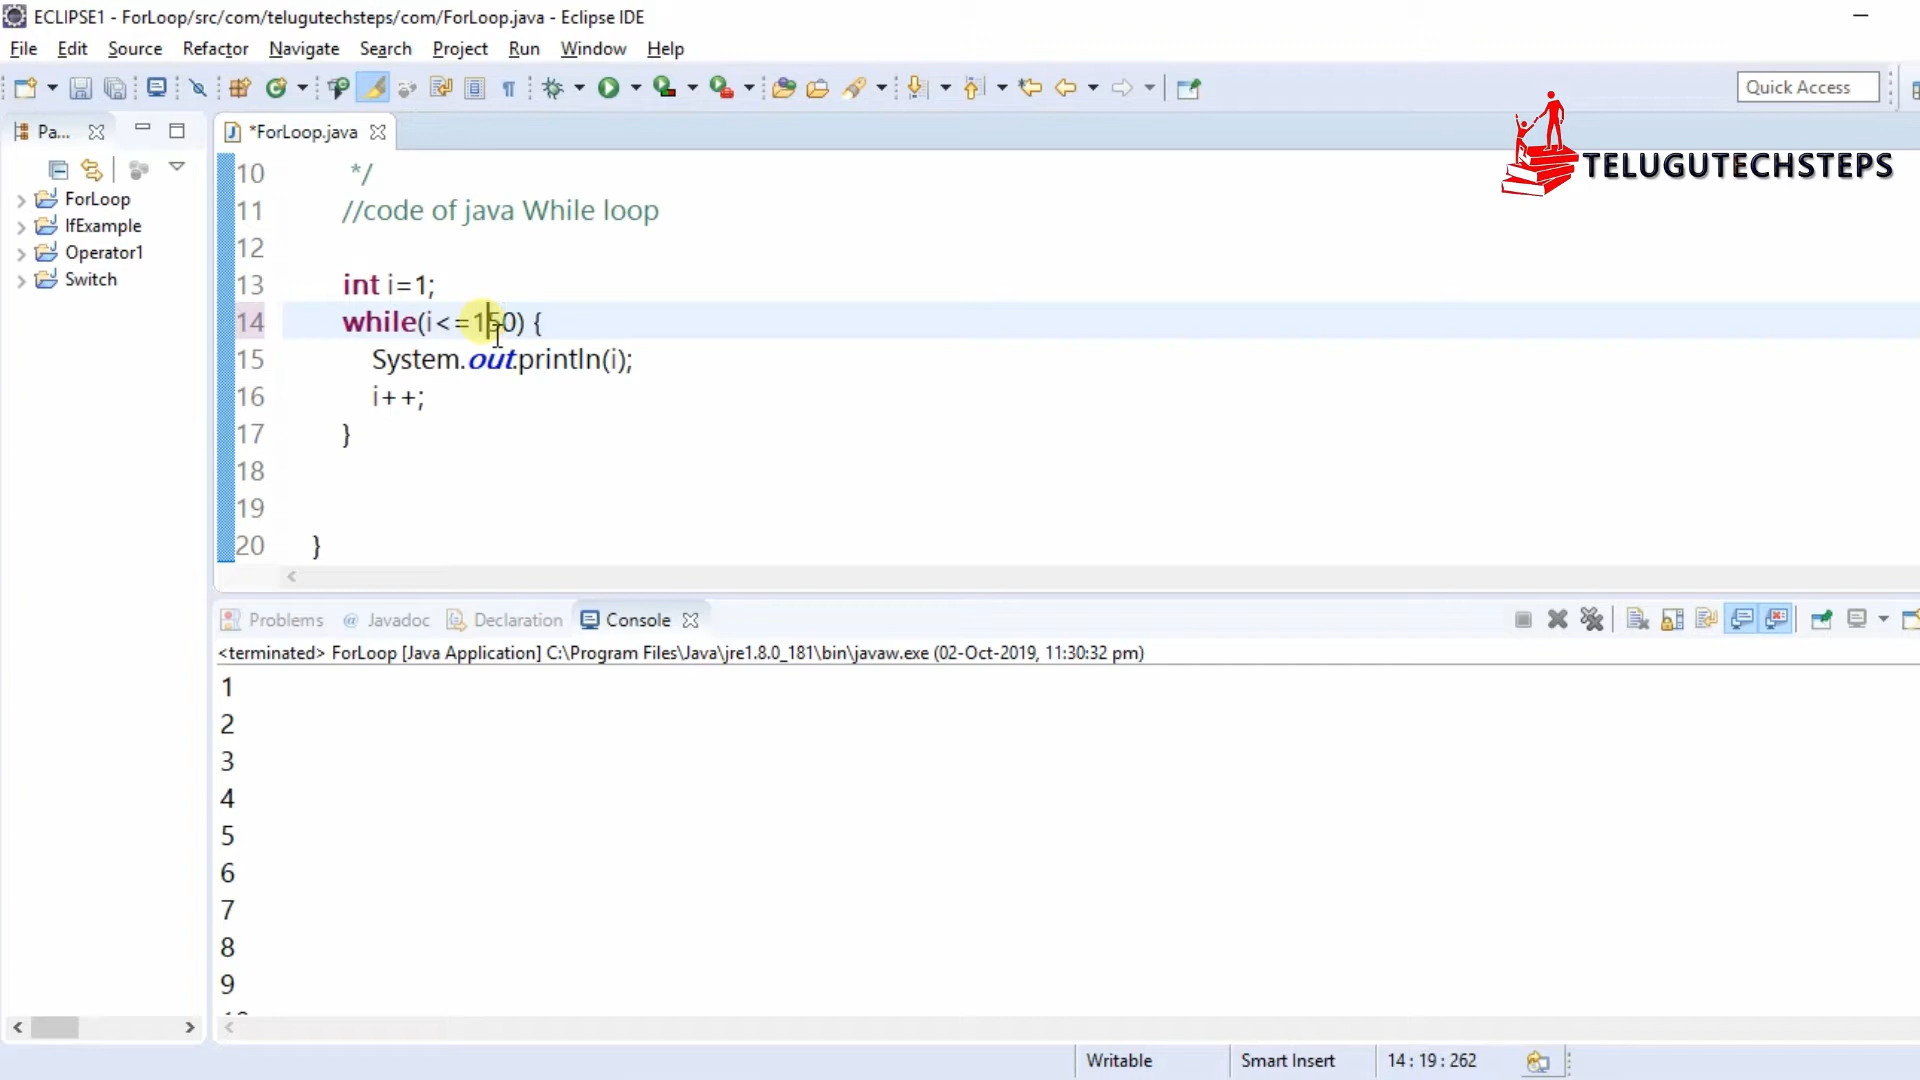 ECLIPSE1 - ForLoop/src/com/telugutechsteps/com/ForLoop.java - Eclipse IDE
File Edit Source Refactor Navigate Search Project Run Window Help
Quick Access
Pa...
*ForLoop.java
TELUGUTECHSTEPS
ForLoop
IfExample
Operator1
Switch
10 */
11 //code of java While loop
12
13 int i=1;
14 while(i<=150) {
15 System.out.println(i);
16 i++;
17 }
18
19
20 }
Problems @ Javadoc Declaration Console
<terminated> ForLoop [Java Application] C:\Program Files\Java\jre1.8.0_181\bin\javaw.exe (02-Oct-2019, 11:30:32 pm)
1
2
3
4
5
6
7
8
9
Writable Smart Insert 14 : 19 : 262